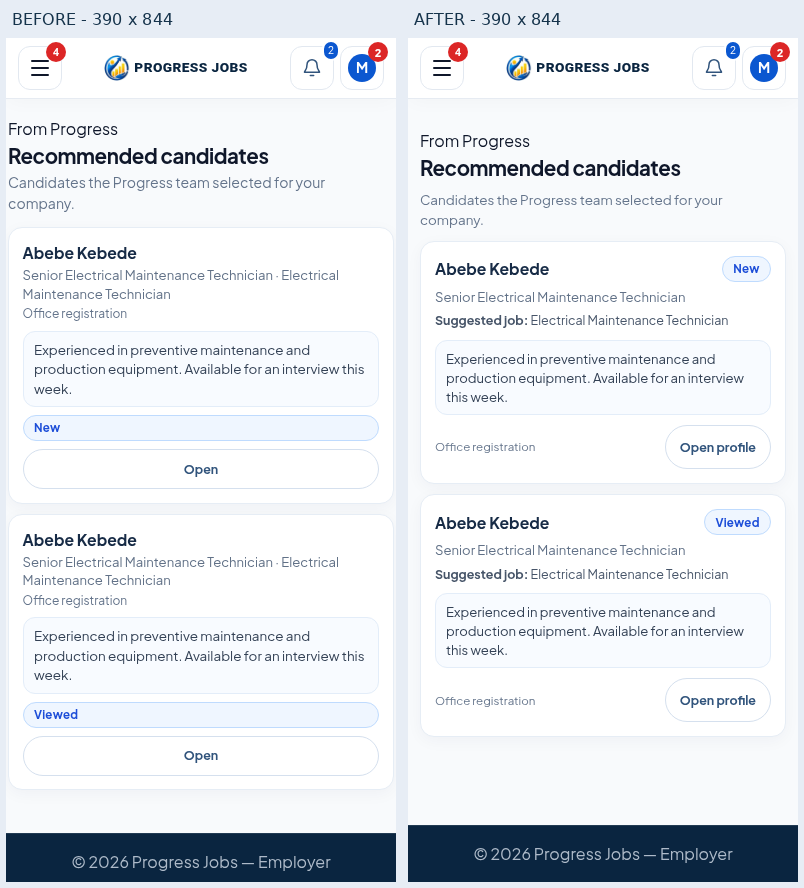 BEFORE - 390 x 844
4
PROGRESS JOBS
2
M
2
From Progress
Recommended candidates
Candidates the Progress team selected for your
company.
Abebe Kebede
Senior Electrical Maintenance Technician · Electrical
Maintenance Technician
Office registration
Experienced in preventive maintenance and
production equipment. Available for an interview this
week.
New
Open
Abebe Kebede
Senior Electrical Maintenance Technician · Electrical
Maintenance Technician
Office registration
Experienced in preventive maintenance and
production equipment. Available for an interview this
week.
Viewed
Open
© 2026 Progress Jobs — Employer
AFTER - 390 x 844
4
PROGRESS JOBS
2
M
2
From Progress
Recommended candidates
Candidates the Progress team selected for your
company.
Abebe Kebede
New
Senior Electrical Maintenance Technician
Suggested job: Electrical Maintenance Technician
Experienced in preventive maintenance and
production equipment. Available for an interview
this week.
Office registration
Open profile
Abebe Kebede
Viewed
Senior Electrical Maintenance Technician
Suggested job: Electrical Maintenance Technician
Experienced in preventive maintenance and
production equipment. Available for an interview
this week.
Office registration
Open profile
© 2026 Progress Jobs — Employer